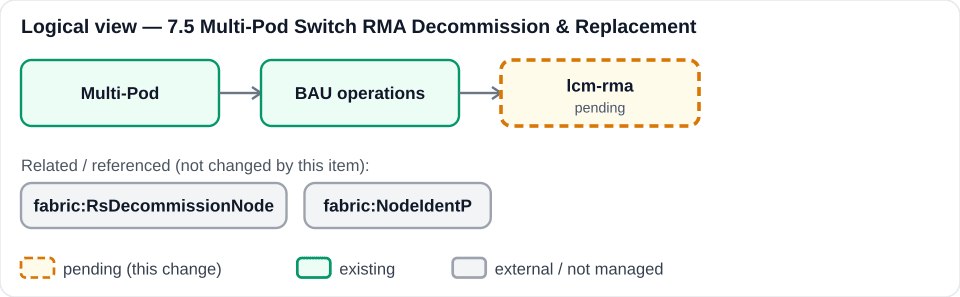 Logical view — 7.5 Multi-Pod Switch RMA Decommission & Replacement
Multi-Pod
BAU operations
lcm-rma
pending
Related / referenced (not changed by this item):
fabric:RsDecommissionNode
fabric:NodeIdentP
pending (this change)
existing
external / not managed